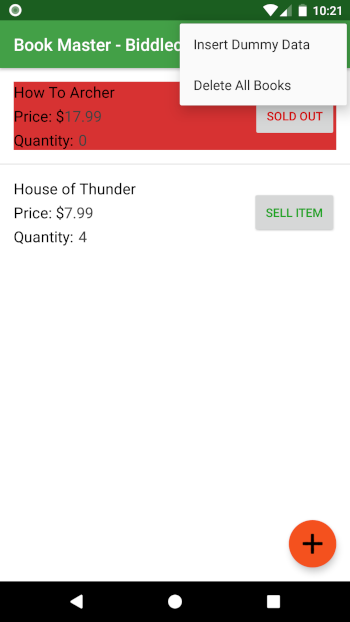 10:21
Book Master -
Insert Dummy Data
Delete All Books
How To Archer
Price: $17.99
SOLD OUT
Quantity: 0
House of Thunder
Price: $7.99
SELL ITEM
Quantity: 4